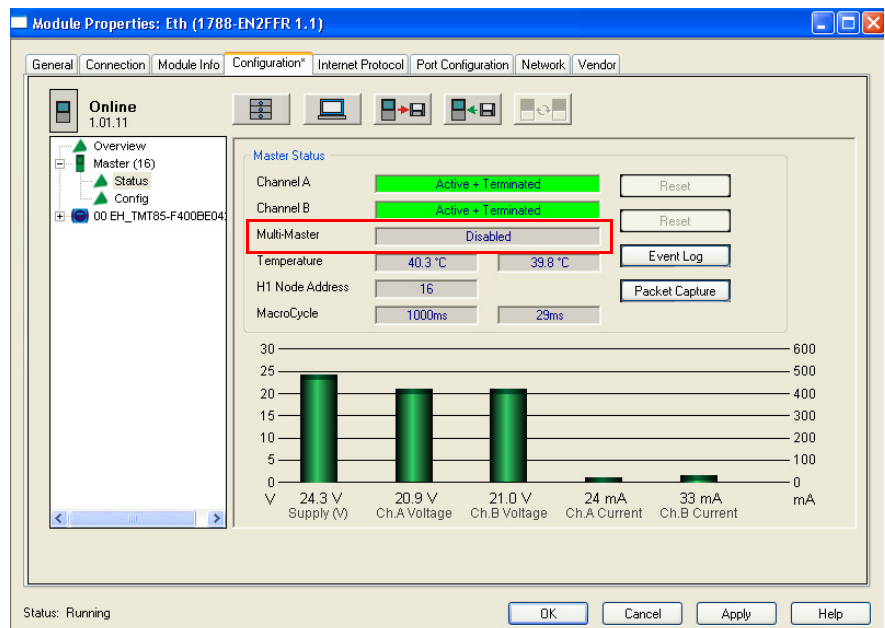 Module Properties: Eth (1788-EN2FFR 1.1)
General Connection Module Info Configuration* Internet Protocol Port Configuration Network Vendor
Online
1.01.11
Overview
Master (16)
Status
Config
00 EH_TMT85-F400BE04:
Master Status
Channel A Active + Terminated Reset
Channel B Active + Terminated Reset
Multi-Master Disabled
Event Log
Temperature 40.3 °C 39.8 °C
H1 Node Address 16
Packet Capture
MacroCycle 1000ms 29ms
30 600
25 500
20 400
15 300
10 200
5 100
0 0
V 24.3 V 20.9 V 21.0 V 24 mA 33 mA mA
Supply (V) Ch.A Voltage Ch.B Voltage Ch.A Current Ch.B Current
Status: Running
OK Cancel Apply Help